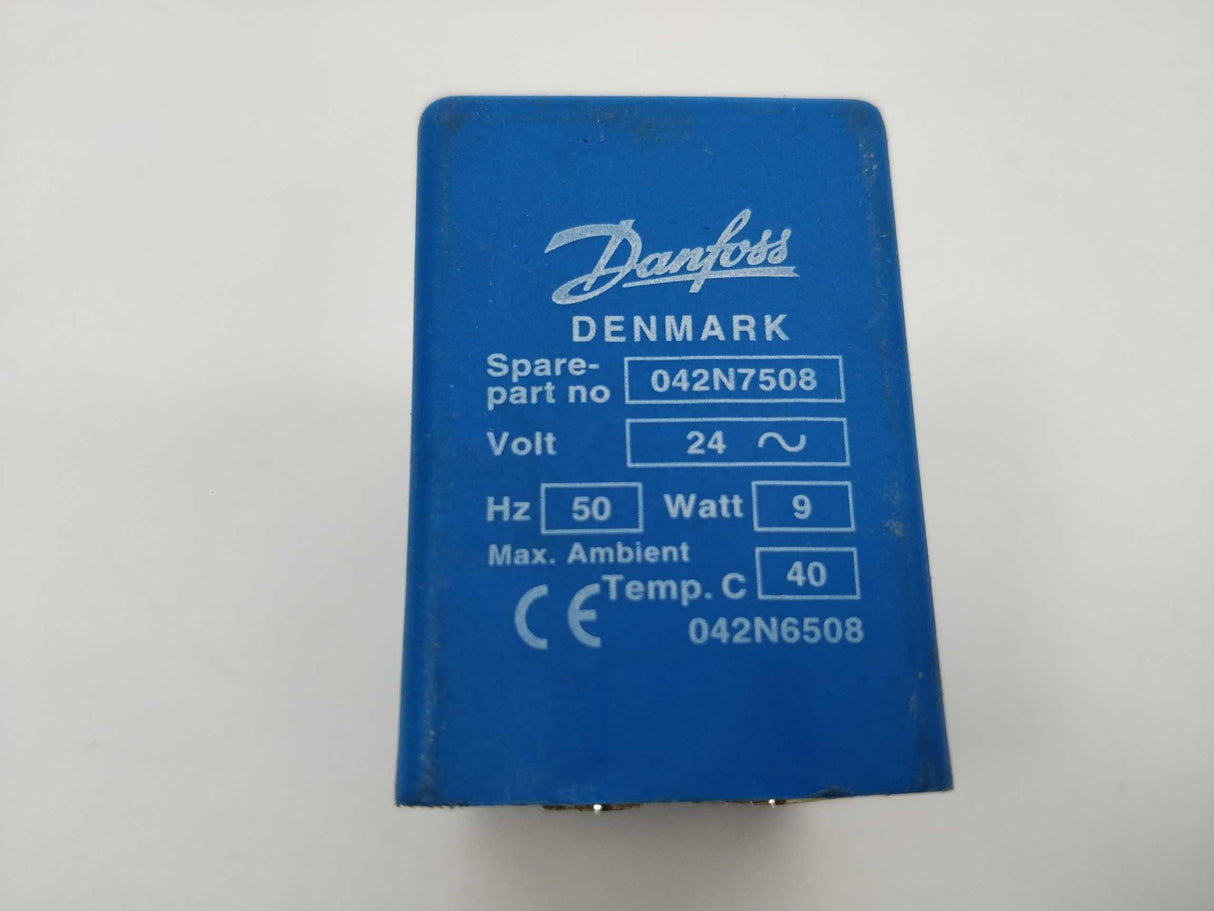 Danfoss
DENMARK
Spare-
part no 042N7508
Volt 24 ~
Hz 50 Watt 9
Max. Ambient
Temp. C 40
CE
042N6508